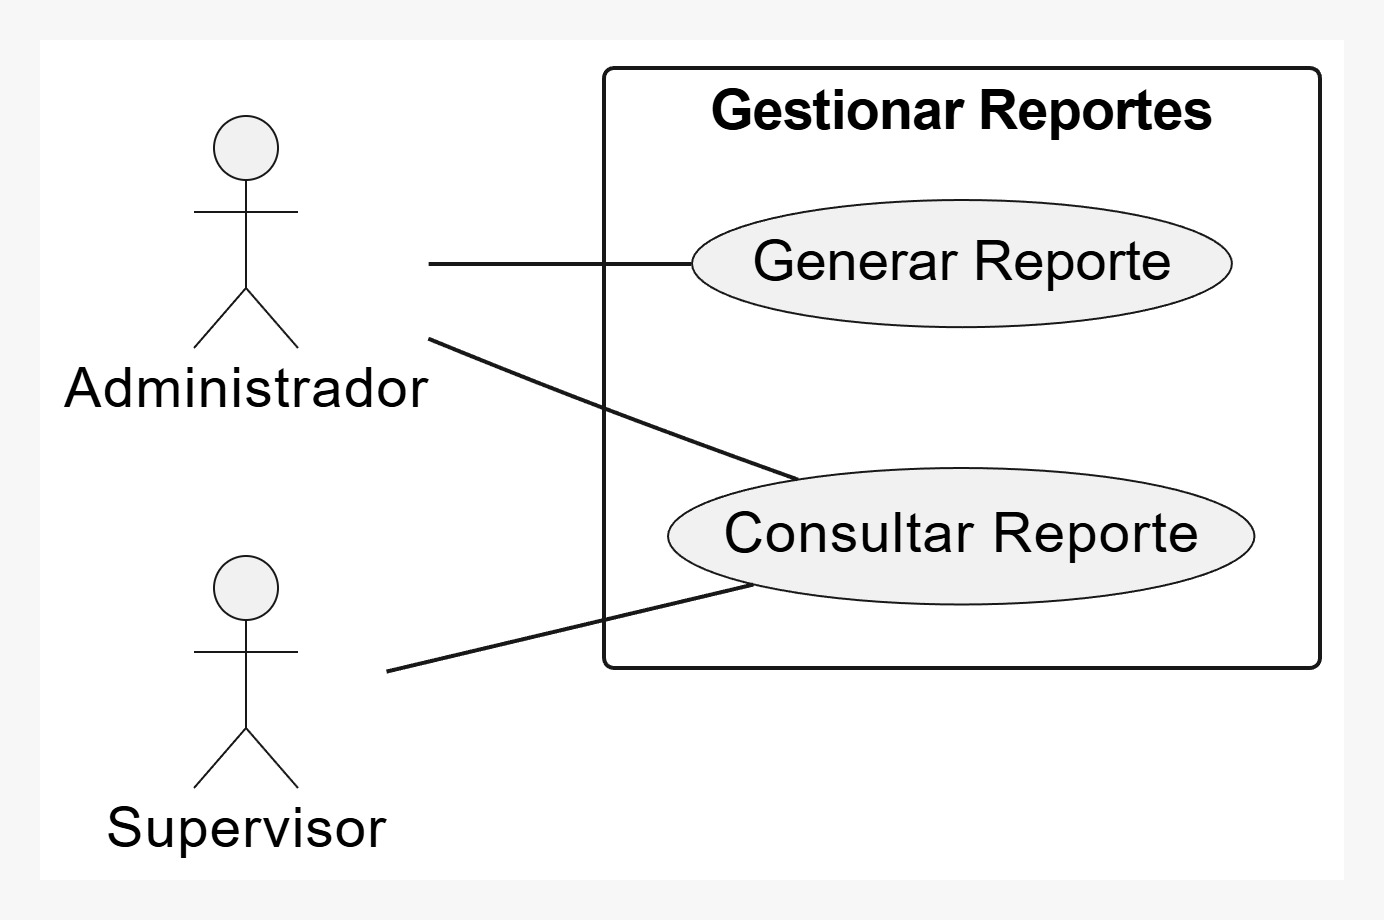 Gestionar Reportes
Generar Reporte
Administrador
Consultar Reporte
Supervisor